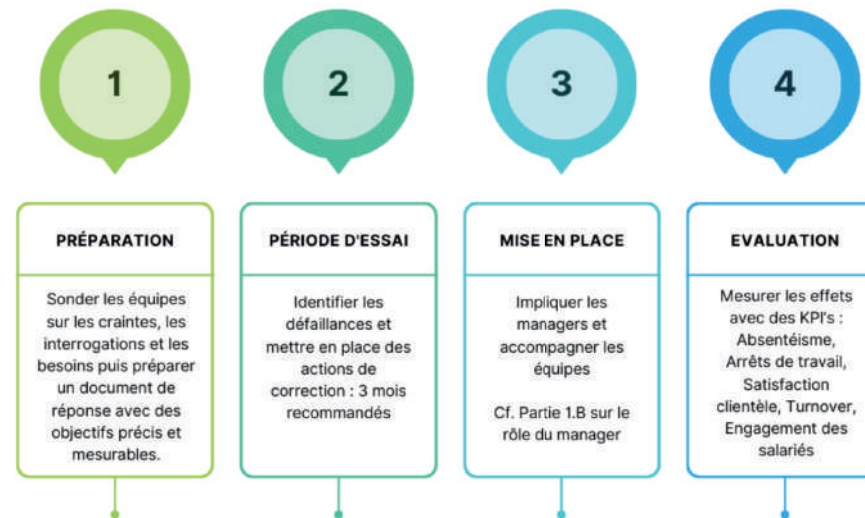 1
2
3
4
PRÉPARATION
Sonder les équipes
sur les craintes, les
interrogations et les
besoins puis préparer
un document de
réponse avec des
objectifs précis et
mesurables.
PÉRIODE D'ESSAI
Identifier les
défaillances et
mettre en place des
actions de
correction : 3 mois
recommandés
MISE EN PLACE
Impliquer les
managers et
accompagner les
équipes
Cf. Partie 1.B sur le
rôle du manager
EVALUATION
Mesurer les effets
avec des KPI's :
Absentéisme,
Arrêts de travail,
Satisfaction
clientèle, Turnover,
Engagement des
salariés